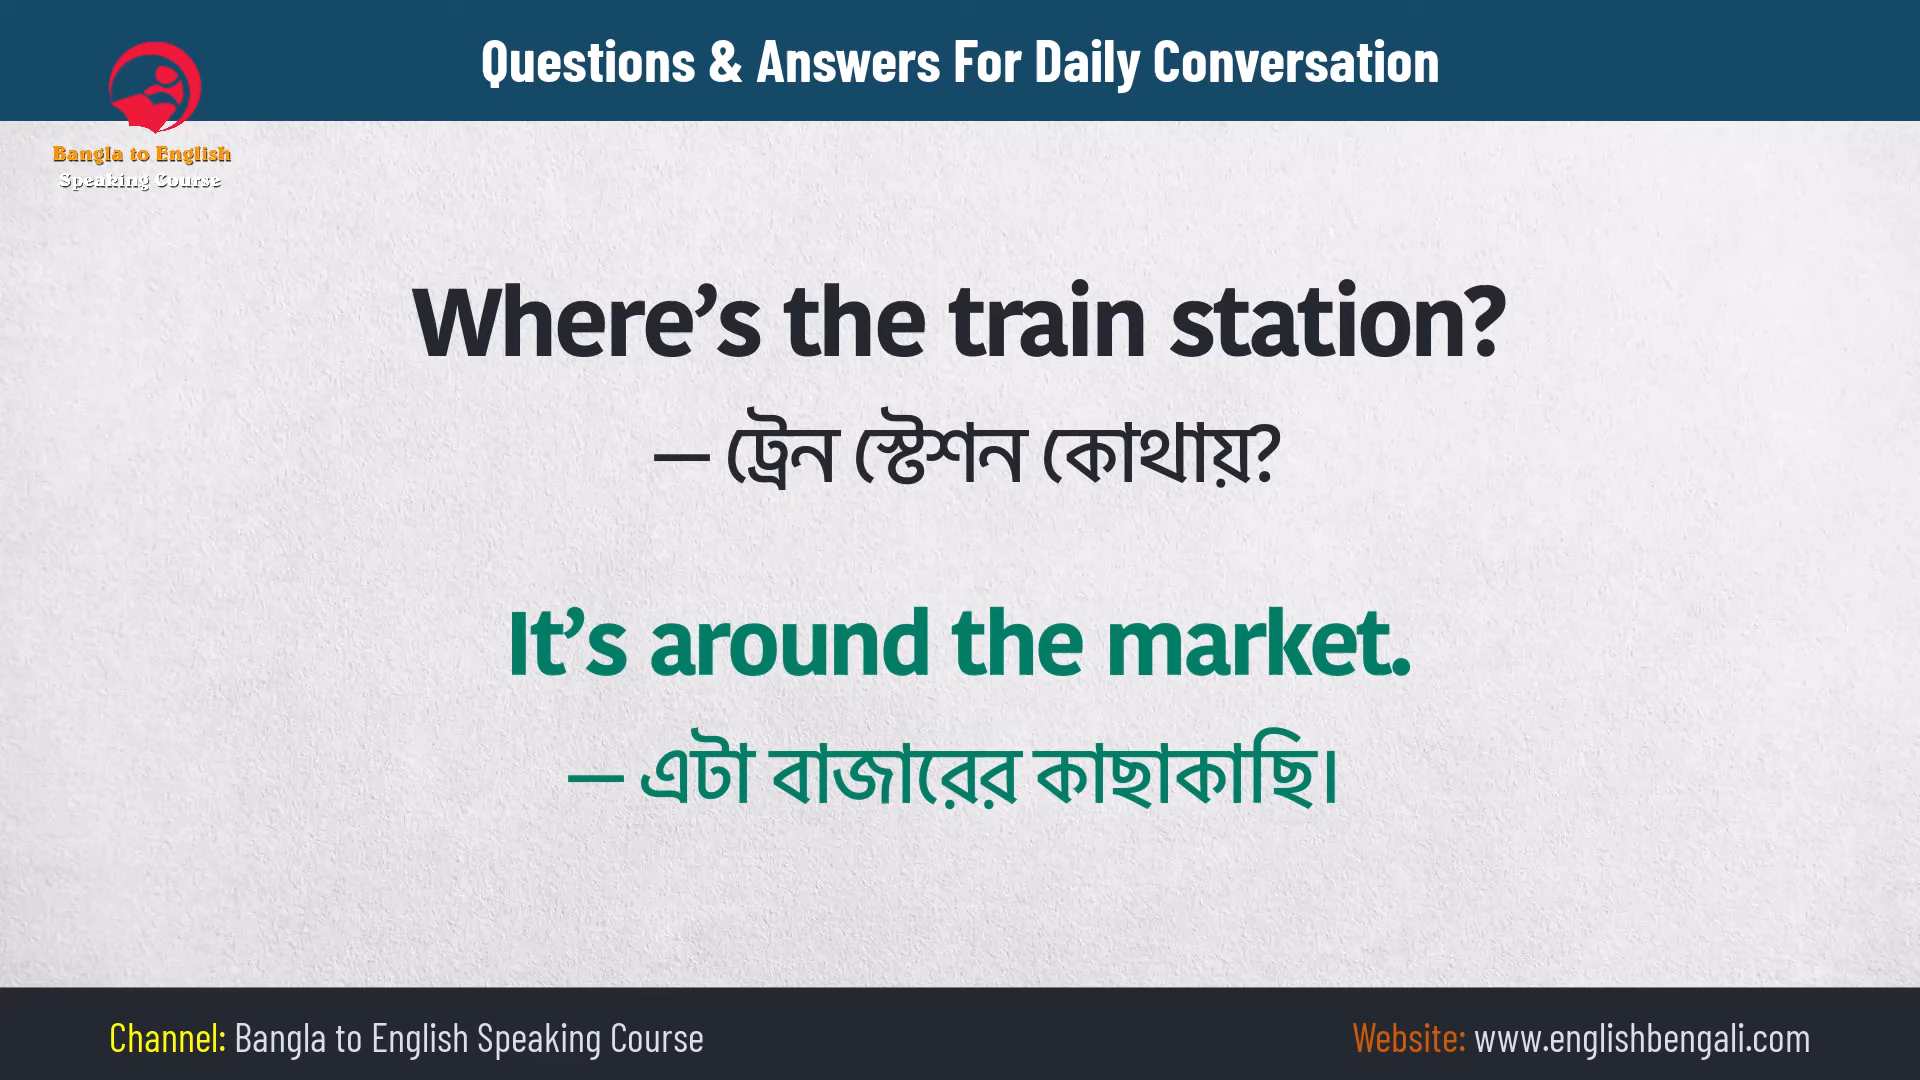 Questions & Answers For Daily Conversation
Bangla to English
Speaking Course
Where’s the train station?
— ট্রেন স্টেশন কোথায়?
It’s around the market.
— এটা বাজারের কাছাকাছি।
Channel: Bangla to English Speaking Course
Website: www.englishbengali.com